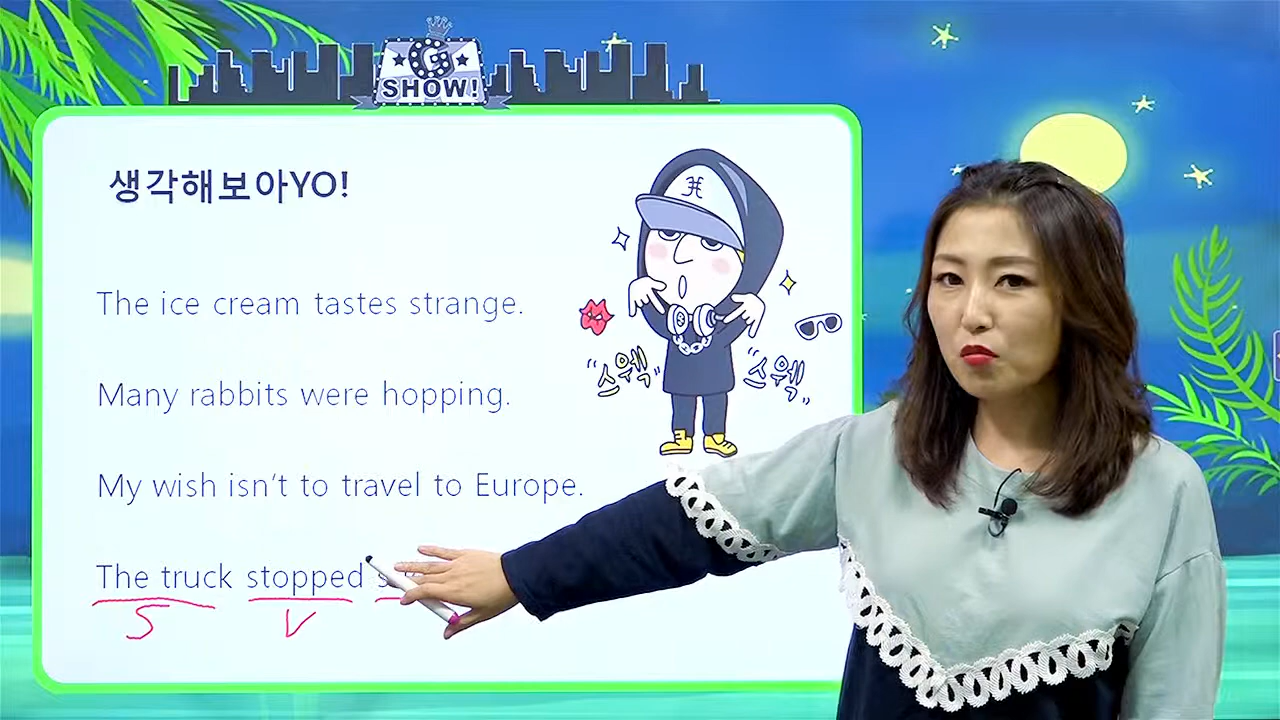 G
SHOW!
생각해보아YO!
The ice cream tastes strange.
Many rabbits were hopping.
"스웩" "스웩"
My wish isn't to travel to Europe.
The truck stopped
S V